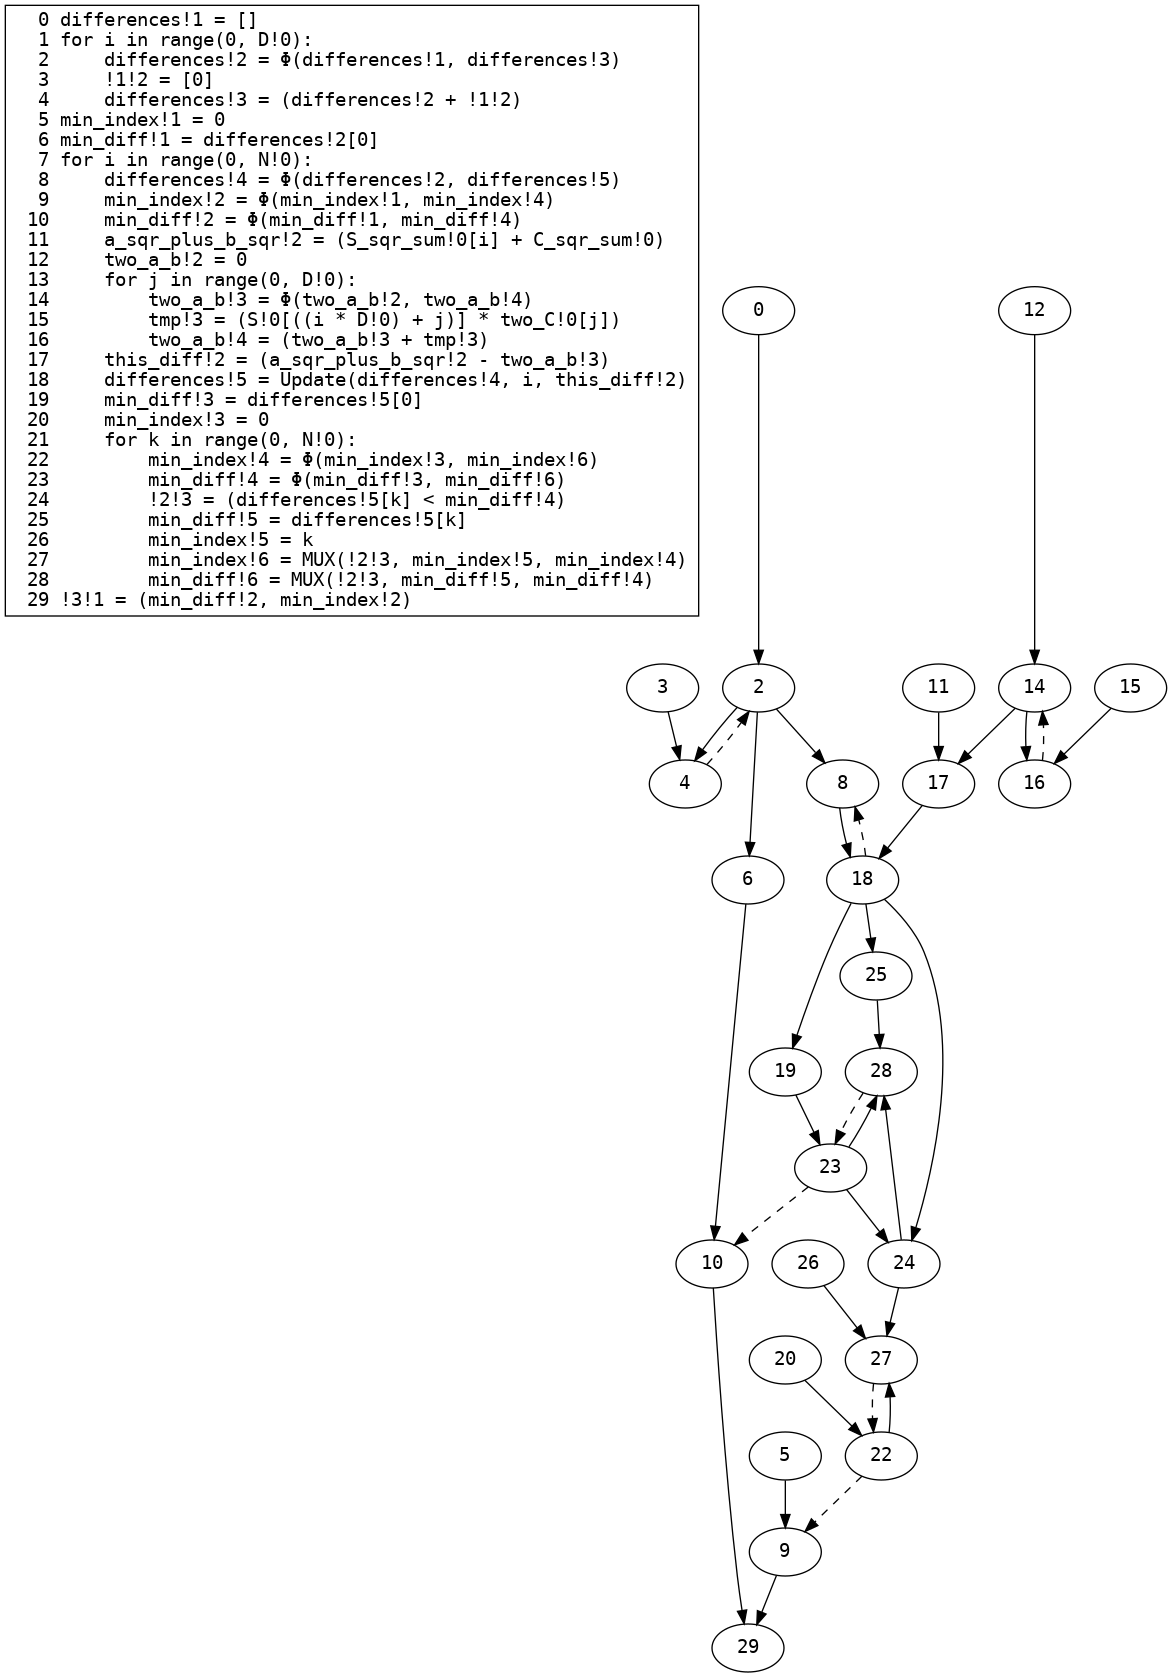 0 differences!1 = []
1 for i in range(0, D!0):
2     differences!2 = Φ(differences!1, differences!3)
3     !1!2 = [0]
4     differences!3 = (differences!2 + !1!2)
5 min_index!1 = 0
6 min_diff!1 = differences!2[0]
7 for i in range(0, N!0):
8     differences!4 = Φ(differences!2, differences!5)
9     min_index!2 = Φ(min_index!1, min_index!4)
10     min_diff!2 = Φ(min_diff!1, min_diff!4)
11     a_sqr_plus_b_sqr!2 = (S_sqr_sum!0[i] + C_sqr_sum!0)
12     two_a_b!2 = 0
13     for j in range(0, D!0):
14         two_a_b!3 = Φ(two_a_b!2, two_a_b!4)
15         tmp!3 = (S!0[((i * D!0) + j)] * two_C!0[j])
16         two_a_b!4 = (two_a_b!3 + tmp!3)
17     this_diff!2 = (a_sqr_plus_b_sqr!2 - two_a_b!3)
18     differences!5 = Update(differences!4, i, this_diff!2)
19     min_diff!3 = differences!5[0]
20     min_index!3 = 0
21     for k in range(0, N!0):
22         min_index!4 = Φ(min_index!3, min_index!6)
23         min_diff!4 = Φ(min_diff!3, min_diff!6)
24         !2!3 = (differences!5[k] < min_diff!4)
25         min_diff!5 = differences!5[k]
26         min_index!5 = k
27         min_index!6 = MUX(!2!3, min_index!5, min_index!4)
28         min_diff!6 = MUX(!2!3, min_diff!5, min_diff!4)
29 !3!1 = (min_diff!2, min_index!2)
0
12
3
2
11
14
15
4
8
17
16
6
18
25
19
28
23
10
26
24
20
27
5
22
9
29